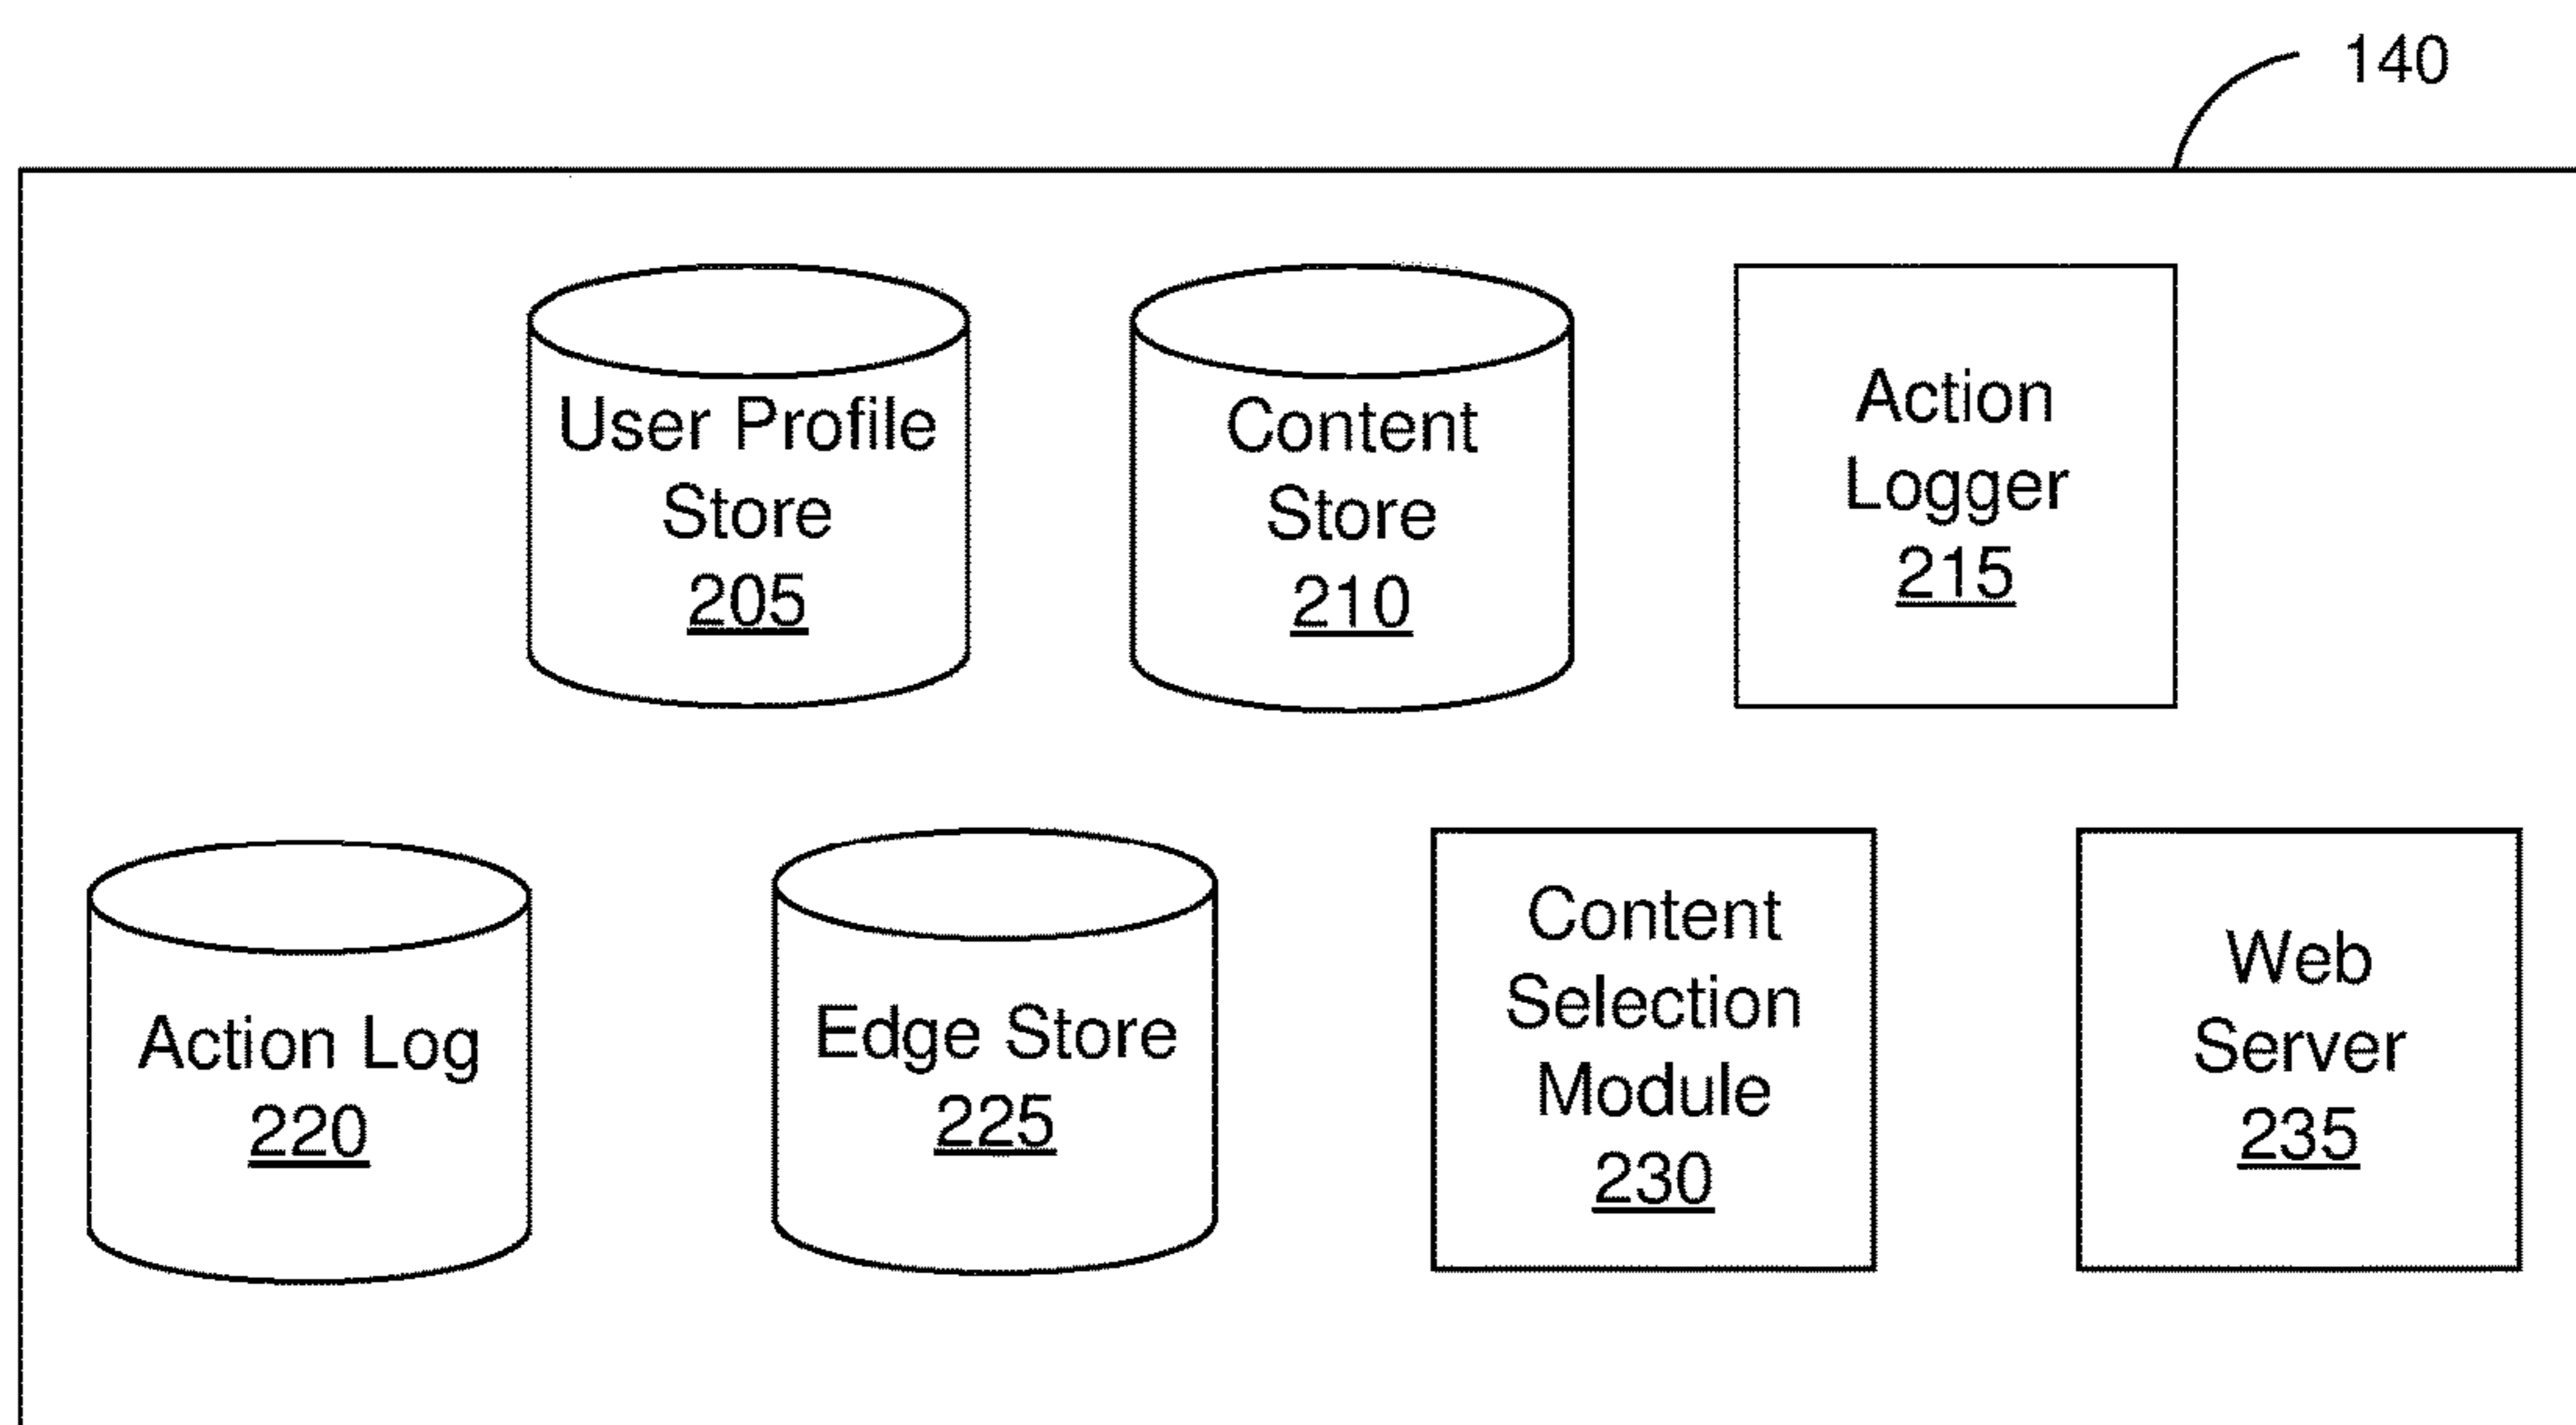 140
User Profile
Store
205
Content
Store
210
Action
Logger
215
Action Log
220
Edge Store
225
Content
Selection
Module
230
Web
Server
235